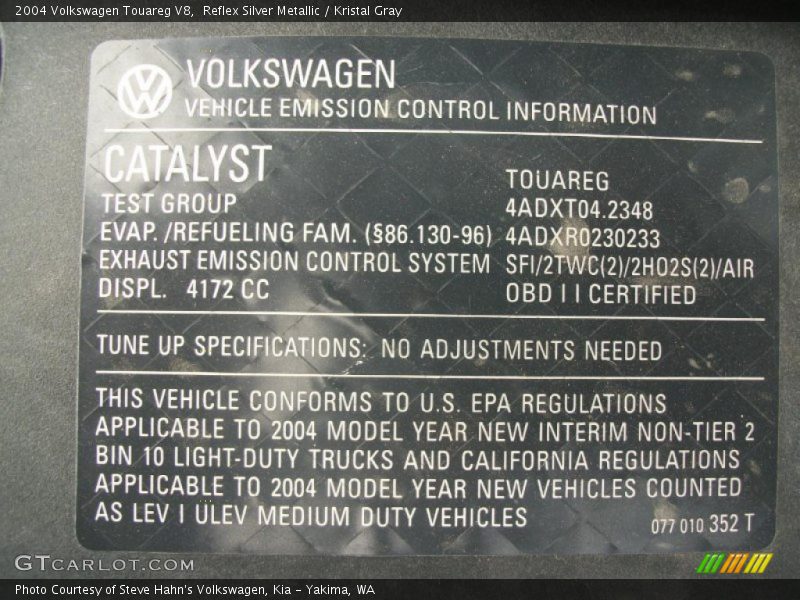 2004 Volkswagen Touareg V8, Reflex Silver Metallic / Kristal Gray
VOLKSWAGEN
VEHICLE EMISSION CONTROL INFORMATION
CATALYST
TOUAREG
TEST GROUP 4ADXT04.2348
EVAP. /REFUELING FAM. (§86.130-96) 4ADXR0230233
EXHAUST EMISSION CONTROL SYSTEM SFI/2TWC(2)/2HO2S(2)/AIR
DISPL. 4172 CC OBD I I CERTIFIED
TUNE UP SPECIFICATIONS: NO ADJUSTMENTS NEEDED
THIS VEHICLE CONFORMS TO U.S. EPA REGULATIONS
APPLICABLE TO 2004 MODEL YEAR NEW INTERIM NON-TIER 2
BIN 10 LIGHT-DUTY TRUCKS AND CALIFORNIA REGULATIONS
APPLICABLE TO 2004 MODEL YEAR NEW VEHICLES COUNTED
AS LEV I ULEV MEDIUM DUTY VEHICLES
077 010 352 T
GTCARLOT.COM
Photo Courtesy of Steve Hahn's Volkswagen, Kia - Yakima, WA